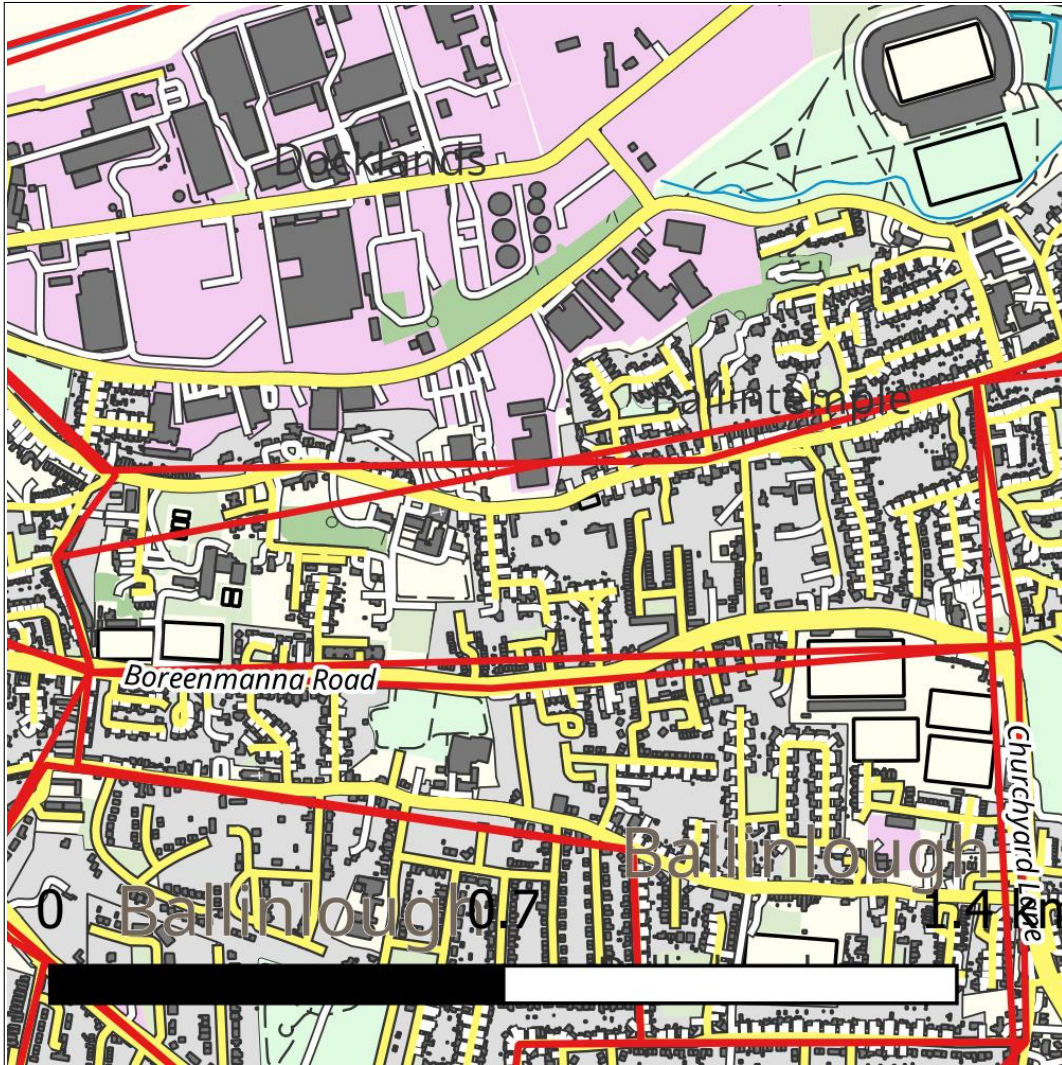 Docklands
Ballintemple
Boreenmanna Road
Churchyard Lane
Ballinlough
Ballinlough
0 0.7 1.4 km